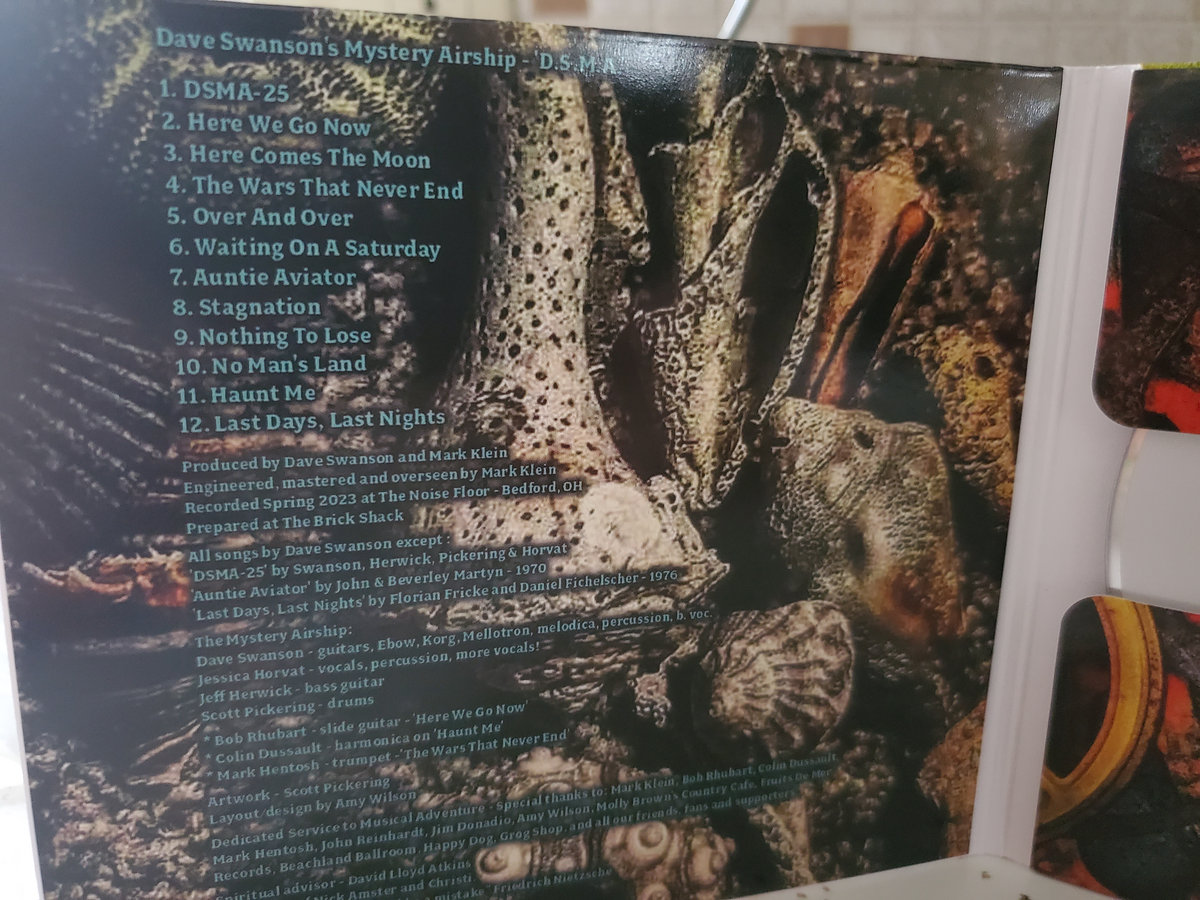 Dave Swanson's Mystery Airship - 'D.S.M.A'
1. DSMA-25
2. Here We Go Now
3. Here Comes The Moon
4. The Wars That Never End
5. Over And Over
6. Waiting On A Saturday
7. Auntie Aviator
8. Stagnation
9. Nothing To Lose
10. No Man's Land
11. Haunt Me
12. Last Days, Last Nights
Produced by Dave Swanson and Mark Klein
Engineered, mastered and overseen by Mark Klein
Recorded Spring 2023 at The Noise Floor - Bedford, OH
Prepared at The Brick Shack
All songs by Dave Swanson except :
'DSMA-25' by Swanson, Herwick, Pickering & Horvat
'Auntie Aviator' by John & Beverley Martyn - 1970
'Last Days, Last Nights' by Florian Fricke and Daniel Fichelscher - 1976
The Mystery Airship:
Dave Swanson - guitars, Ebow, Korg, Mellotron, melodica, percussion, b. voc.
Jessica Horvat - vocals, percussion, more vocals!
Jeff Herwick - bass guitar
Scott Pickering - drums
* Bob Rhubart - slide guitar - 'Here We Go Now'
* Colin Dussault - harmonica on 'Haunt Me'
* Mark Hentosh - trumpet - 'The Wars That Never End'
Artwork - Scott Pickering
Layout/design by Amy Wilson
Dedicated Service to Musical Adventure - Special thanks to: Mark Klein, Bob Rhubart, Colin Dussault,
Mark Hentosh, John Reinhardt, Jim Donadio, Amy Wilson, Molly Brown's Country Cafe, Fruits De Mer
Records, Beachland Ballroom, Happy Dog, Grog Shop, and all our friends, fans and supporters
Spiritual advisor - David Lloyd Atkins
Nick Amster and Christi
mistake" Friedrich Nietzsche